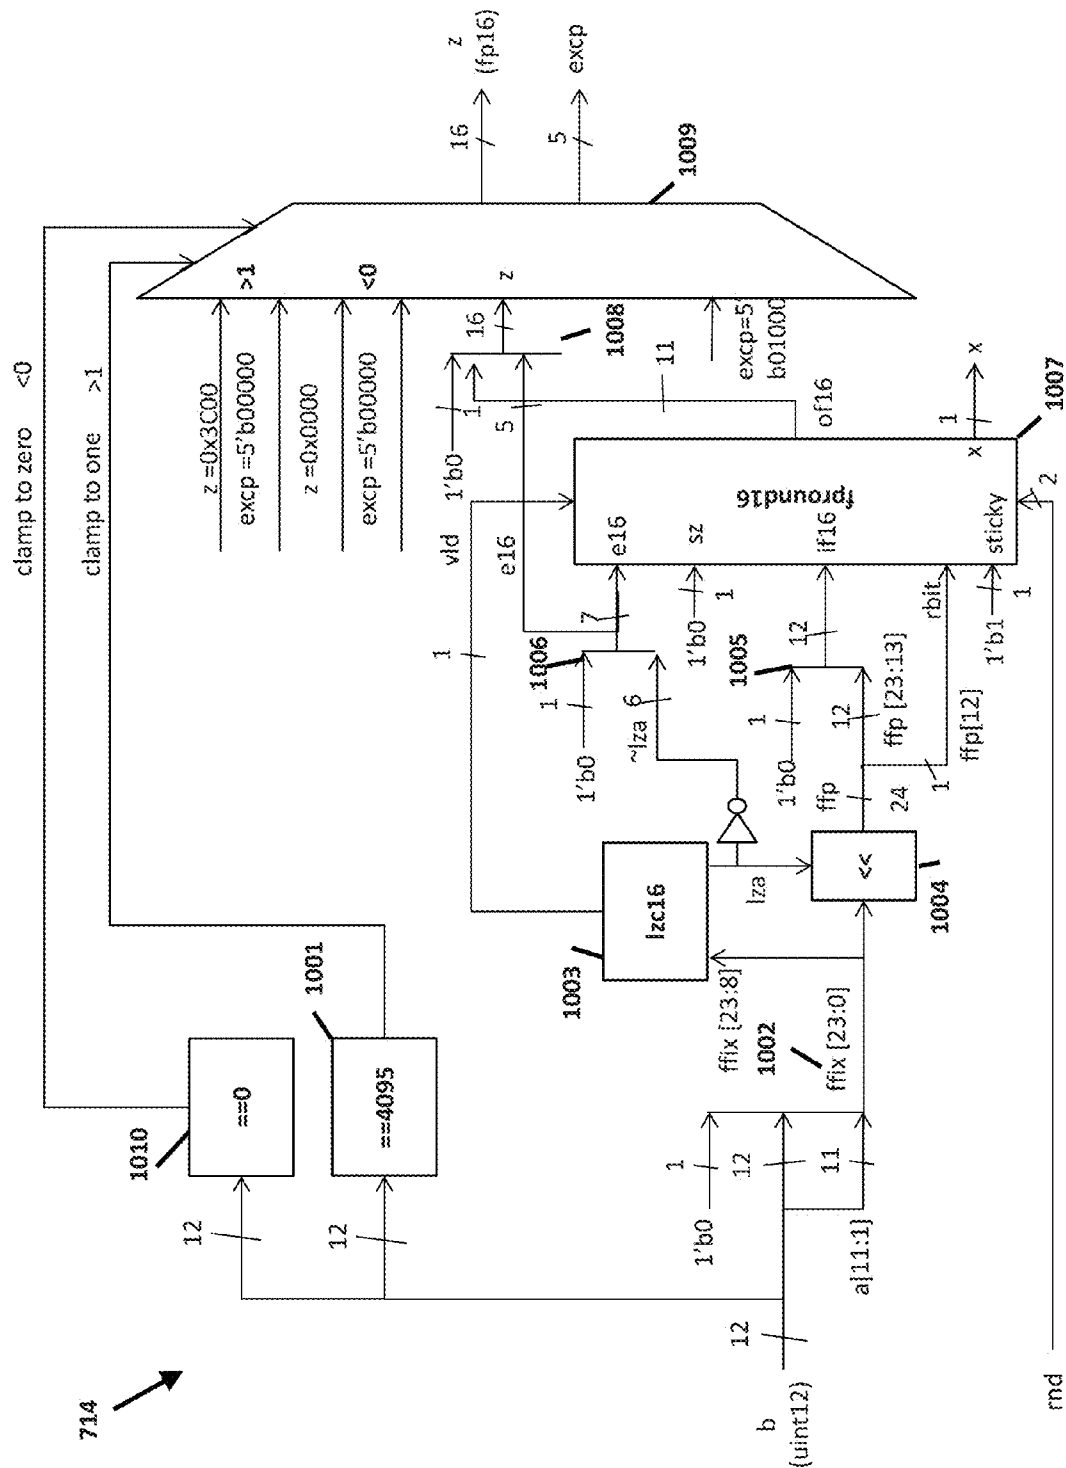 714
b
(uint12)
12
12
12
1010
==0
1001
==4095
clamp to zero <0
clamp to one >1
1'b0
1
12
11
a[11:1]
1002
ffix [23:0]
ffix [23:8]
1003
lzc16
lza
<<
1004
1
vld
1'b0
1
~lza
6
1006
7
e16
ffp
24
1'b0
1
12
ffp [23:13]
1005
12
1
ffp[12]
1'b0
1
1'b1
1
e16
sz
if16
rbit
sticky
fpround16
x
1007
2
rnd
1
x
of16
11
1'b0
1
5
16
1008
z =0x3C00
excp =5'b00000
z =0x0000
excp =5'b00000
excp=5'
b01000
>1
<0
z
1009
16
z
(fp16)
5
excp